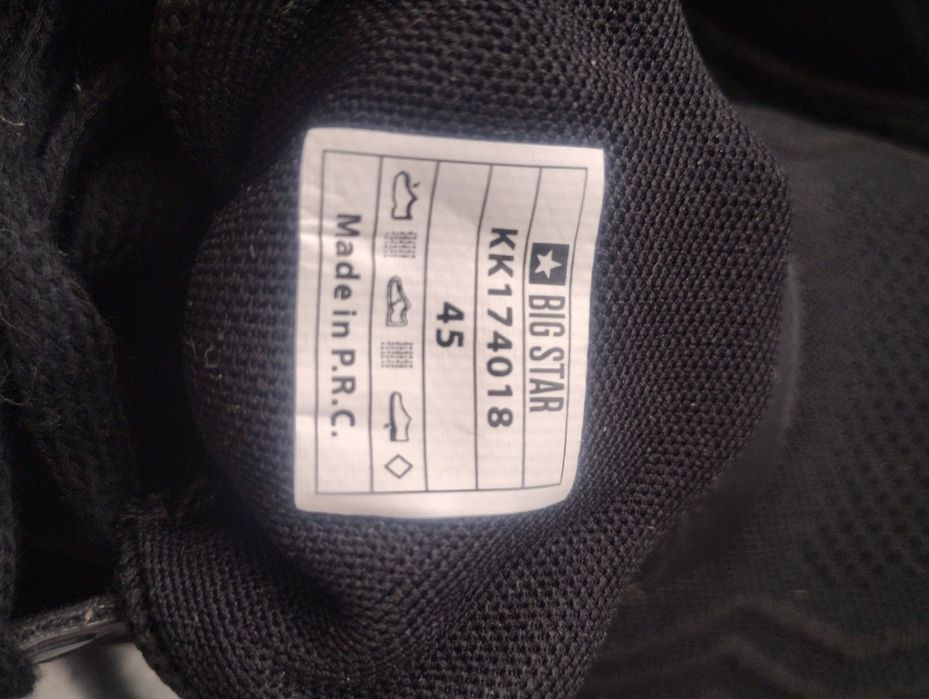 BIG STAR
KK174018
45
Made in P.R.C.